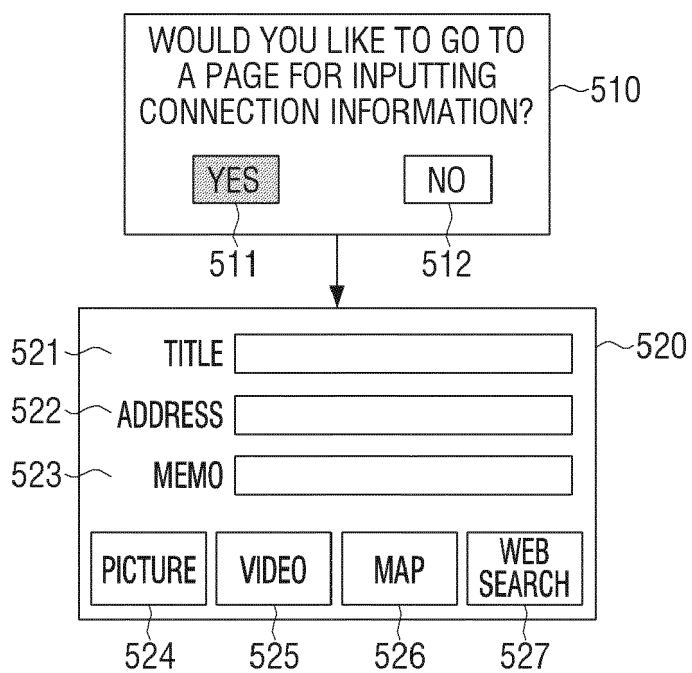 WOULD YOU LIKE TO GO TO
A PAGE FOR INPUTTING
CONNECTION INFORMATION?
510
YES
NO
511
512
521
TITLE
520
522
ADDRESS
523
MEMO
PICTURE
VIDEO
MAP
WEB
SEARCH
524
525
526
527